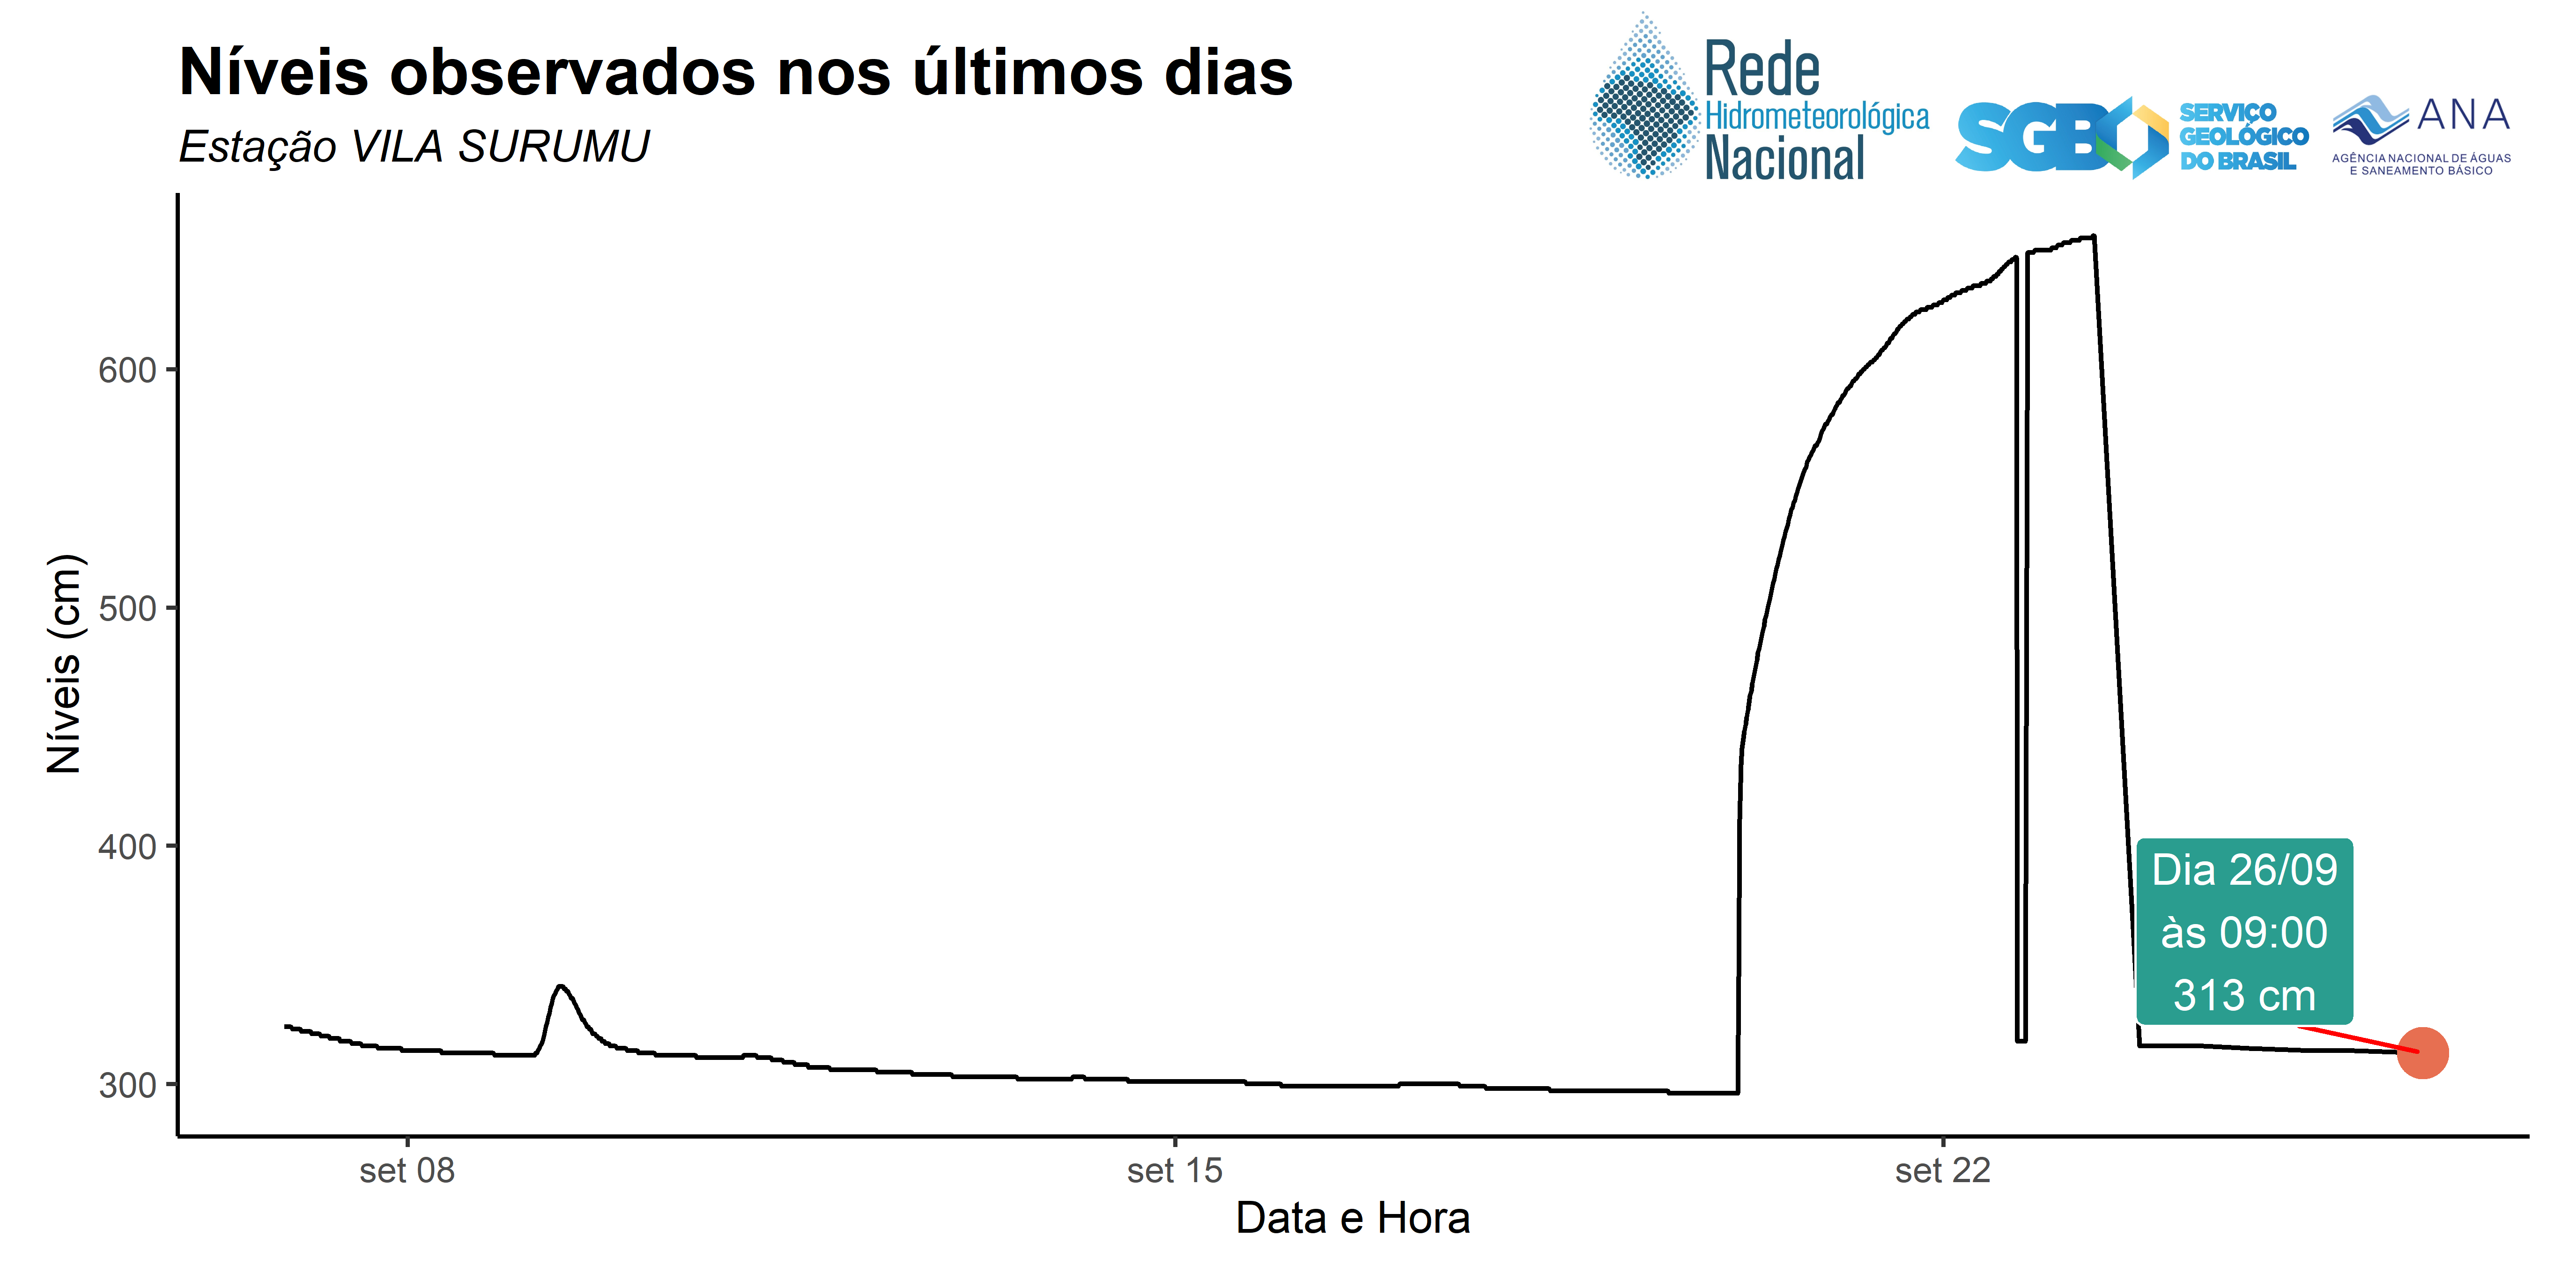 Níveis observados nos últimos dias
Estação VILA SURUMU
Rede
Hidrometeorológica
Nacional
SGB
SERVIÇO
GEOLÓGICO
DO BRASIL
ANA
AGÊNCIA NACIONAL DE ÁGUAS
E SANEAMENTO BÁSICO
Níveis (cm)
600
500
400
300
Dia 26/09
às 09:00
313 cm
set 08
set 15
set 22
Data e Hora